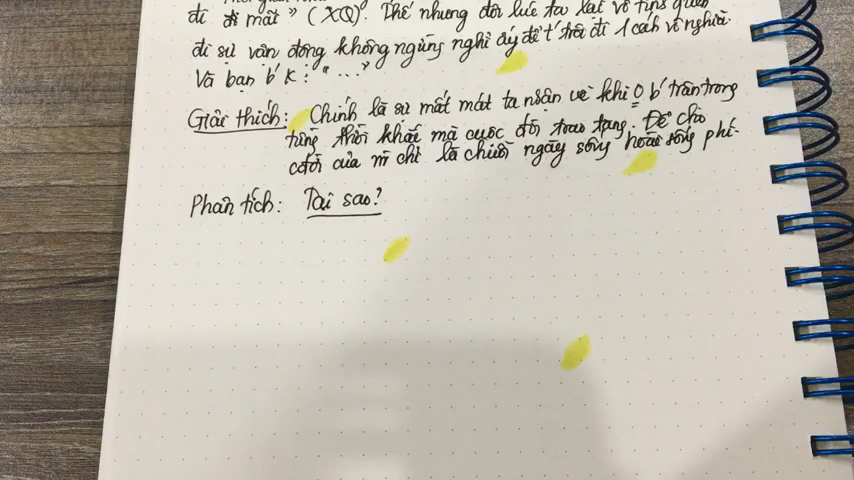 đi đi mất" (XQ). Thế nhưng đôi lúc ta lại vô tình quên
đi sự vận động không ngừng nghỉ ấy để t' trôi đi 1 cách vô nghĩa.
Và bạn b' k: "..."
Giải thích: Chính là sự mất mát ta nhận về khi 0 b' trân trọng
từng thời khắc mà cuộc đời trao tặng. Để cho
cđời của m chỉ là chuỗi ngày sống hoài sống phí.
Phân tích: Tại sao?